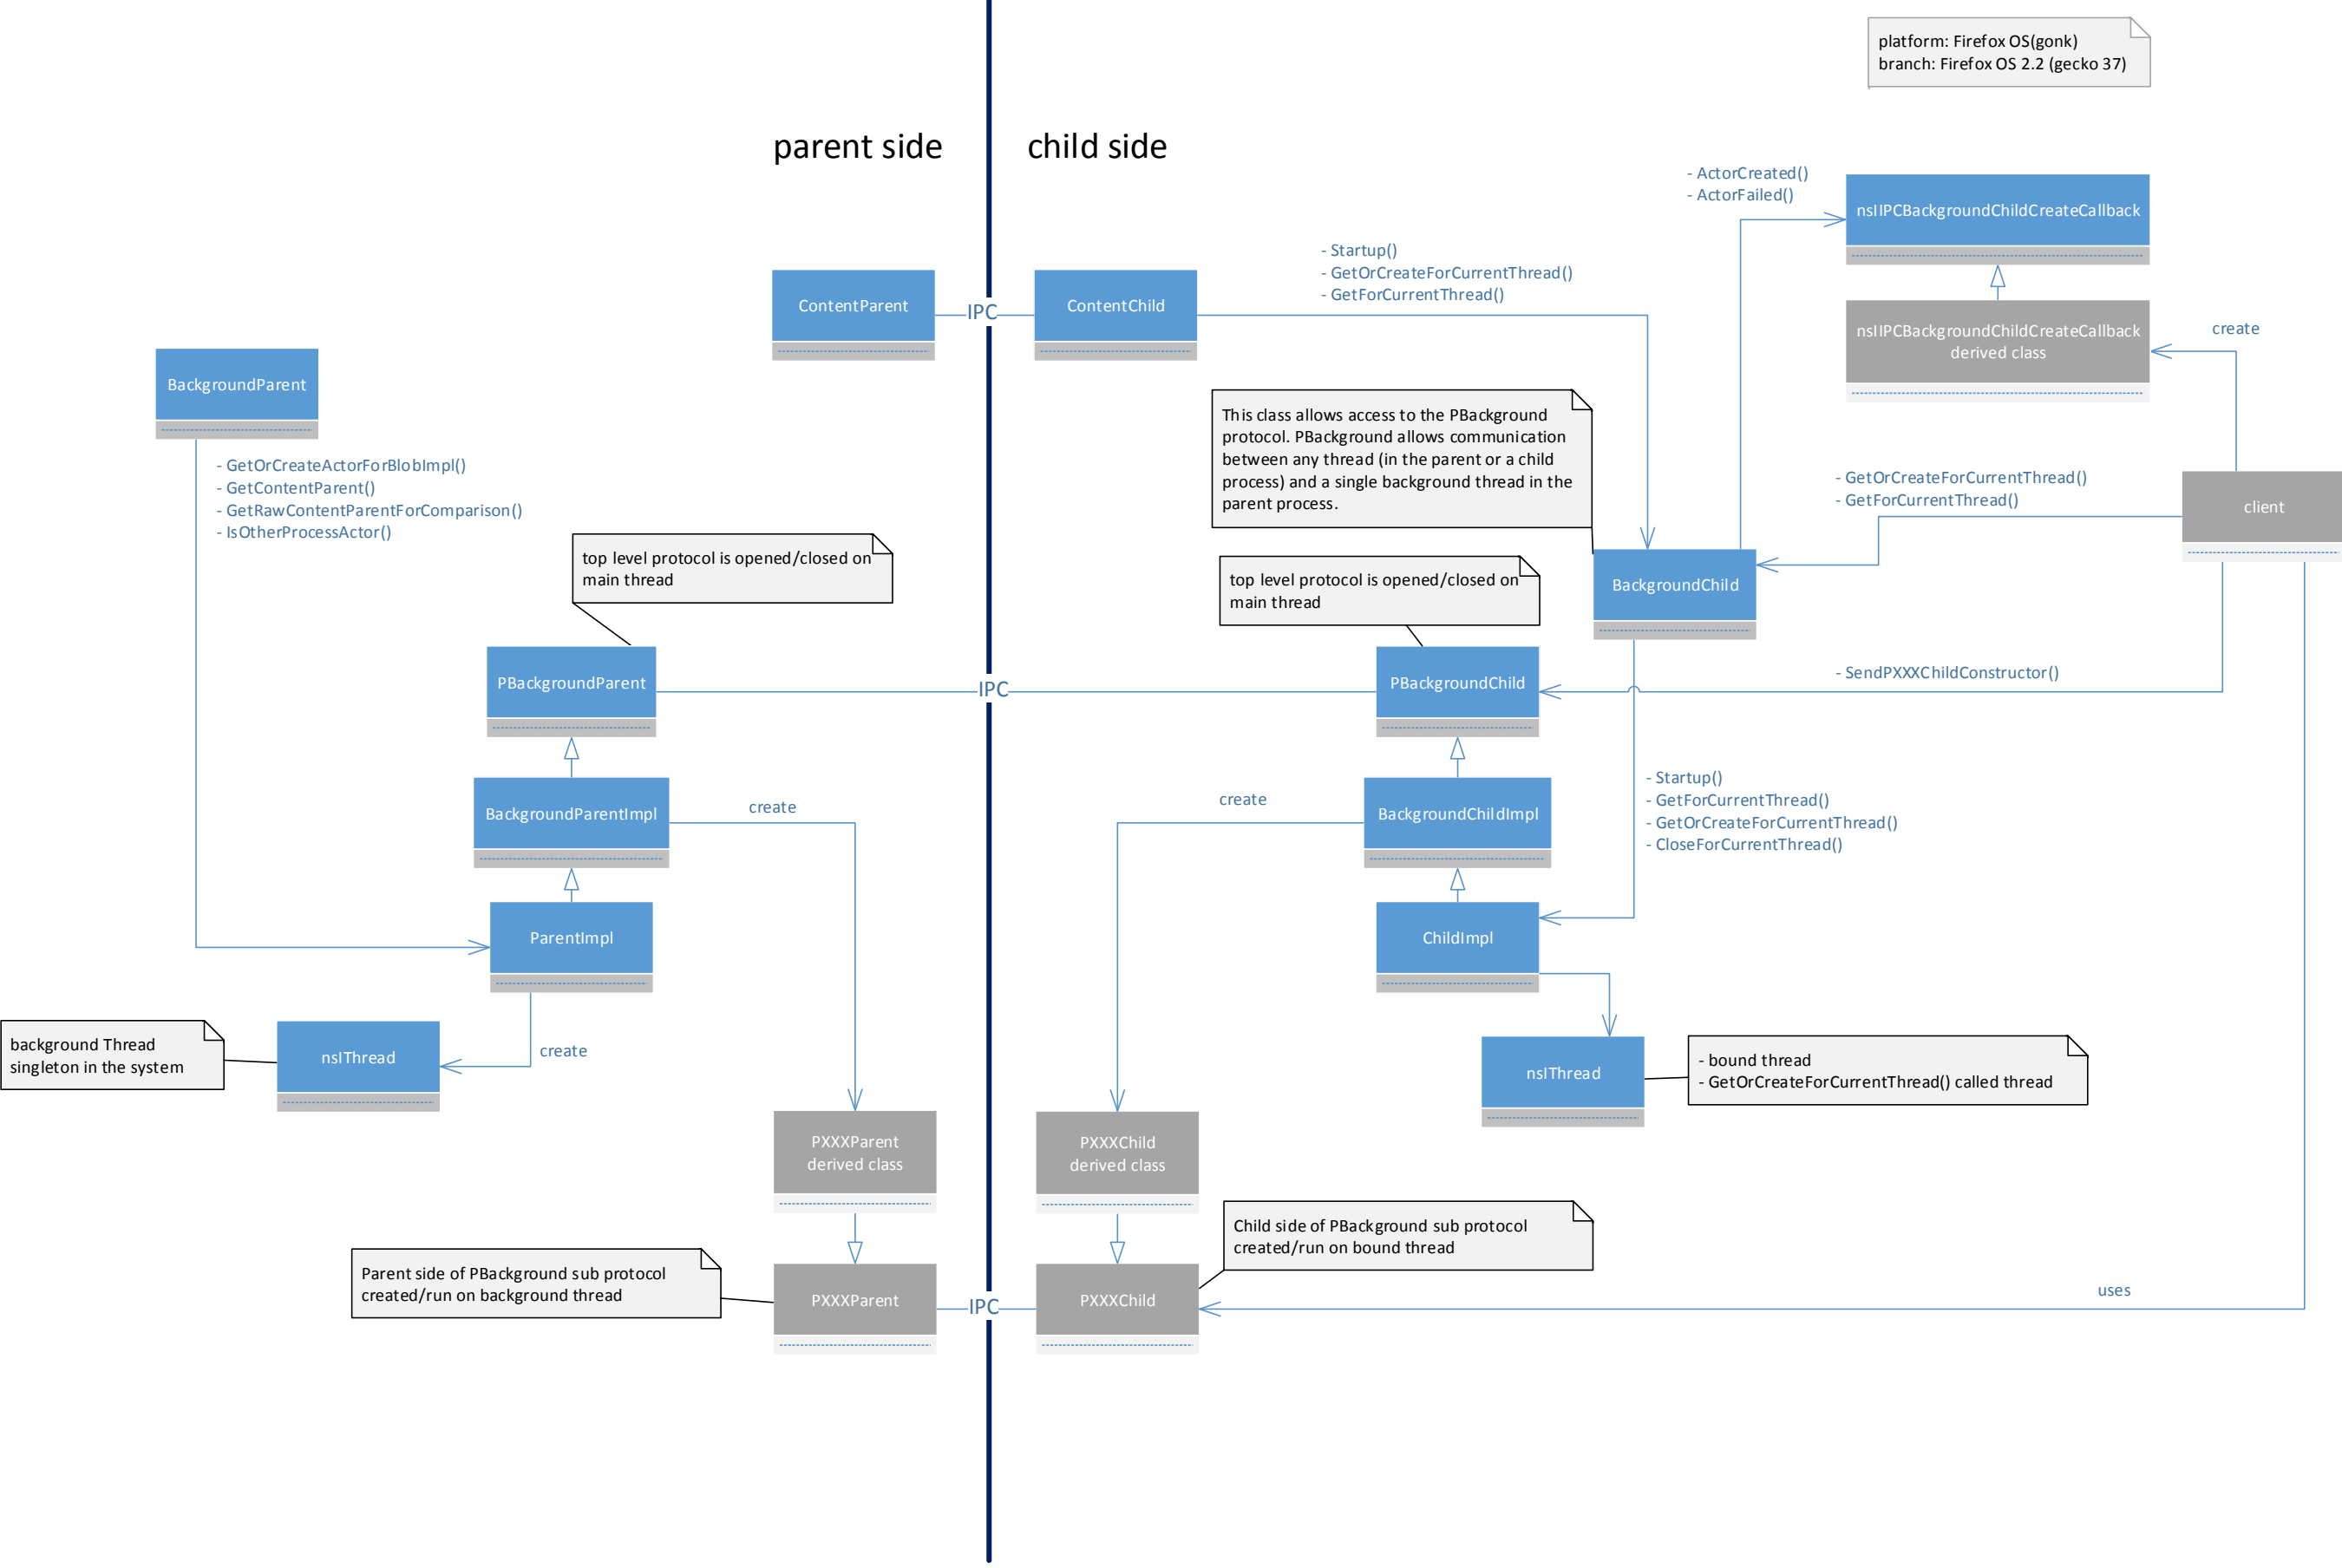 platform: Firefox OS(gonk)
branch: Firefox OS 2.2 (gecko 37)
parent side
child side
- ActorCreated()
- ActorFailed()
nsIIPCBackgroundChildCreateCallback
- Startup()
- GetOrCreateForCurrentThread()
- GetForCurrentThread()
ContentParent
IPC
ContentChild
nsIIPCBackgroundChildCreateCallback
derived class
create
BackgroundParent
This class allows access to the PBackground
protocol. PBackground allows communication
between any thread (in the parent or a child
process) and a single background thread in the
parent process.
- GetOrCreateActorForBlobImpl()
- GetContentParent()
- GetRawContentParentForComparison()
- IsOtherProcessActor()
- GetOrCreateForCurrentThread()
- GetForCurrentThread()
client
top level protocol is opened/closed on
main thread
top level protocol is opened/closed on
main thread
BackgroundChild
PBackgroundParent
IPC
PBackgroundChild
- SendPXXXChildConstructor()
BackgroundParentImpl
create
create
BackgroundChildImpl
- Startup()
- GetForCurrentThread()
- GetOrCreateForCurrentThread()
- CloseForCurrentThread()
ParentImpl
ChildImpl
background Thread
singleton in the system
nsIThread
create
nsIThread
- bound thread
- GetOrCreateForCurrentThread() called thread
PXXXParent
derived class
PXXXChild
derived class
Child side of PBackground sub protocol
created/run on bound thread
Parent side of PBackground sub protocol
created/run on background thread
PXXXParent
IPC
PXXXChild
uses